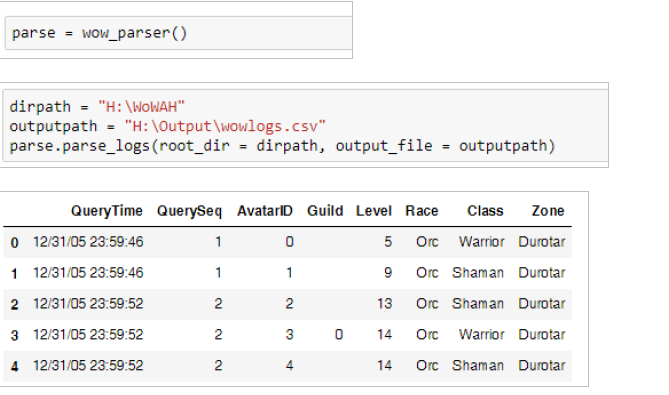 parse = wow_parser()
dirpath = "H:\WoWAH"
outputpath = "H:\Output\wowlogs.csv"
parse.parse_logs(root_dir = dirpath, output_file = outputpath)
QueryTime QuerySeq AvatarID Guild Level Race Class Zone
0 12/31/05 23:59:46 1 0 5 Orc Warrior Durotar
1 12/31/05 23:59:46 1 1 9 Orc Shaman Durotar
2 12/31/05 23:59:52 2 2 13 Orc Shaman Durotar
3 12/31/05 23:59:52 2 3 0 14 Orc Warrior Durotar
4 12/31/05 23:59:52 2 4 14 Orc Shaman Durotar